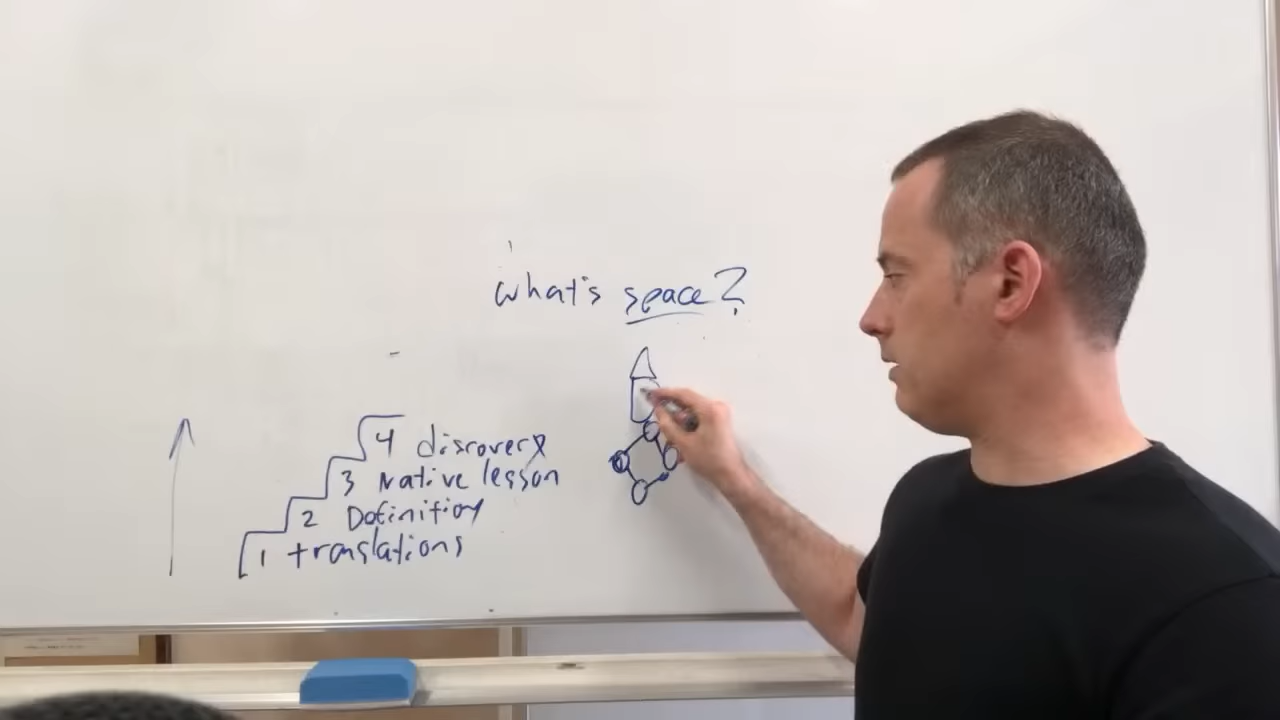 what's space?
4 discovery
3 Native lesson
2 Definition
1 translations